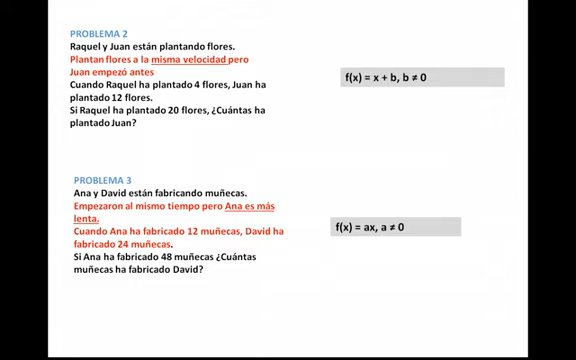 PROBLEMA 2
Raquel y Juan están plantando flores.
Plantan flores a la misma velocidad pero
Juan empezó antes
Cuando Raquel ha plantado 4 flores, Juan ha
plantado 12 flores.
Si Raquel ha plantado 20 flores, ¿Cuántas ha
plantado Juan?
f(x) = x + b, b ≠ 0
PROBLEMA 3
Ana y David están fabricando muñecas.
Empezaron al mismo tiempo pero Ana es más
lenta.
Cuando Ana ha fabricado 12 muñecas, David ha
fabricado 24 muñecas.
Si Ana ha fabricado 48 muñecas ¿Cuántas
muñecas ha fabricado David?
f(x) = ax, a ≠ 0